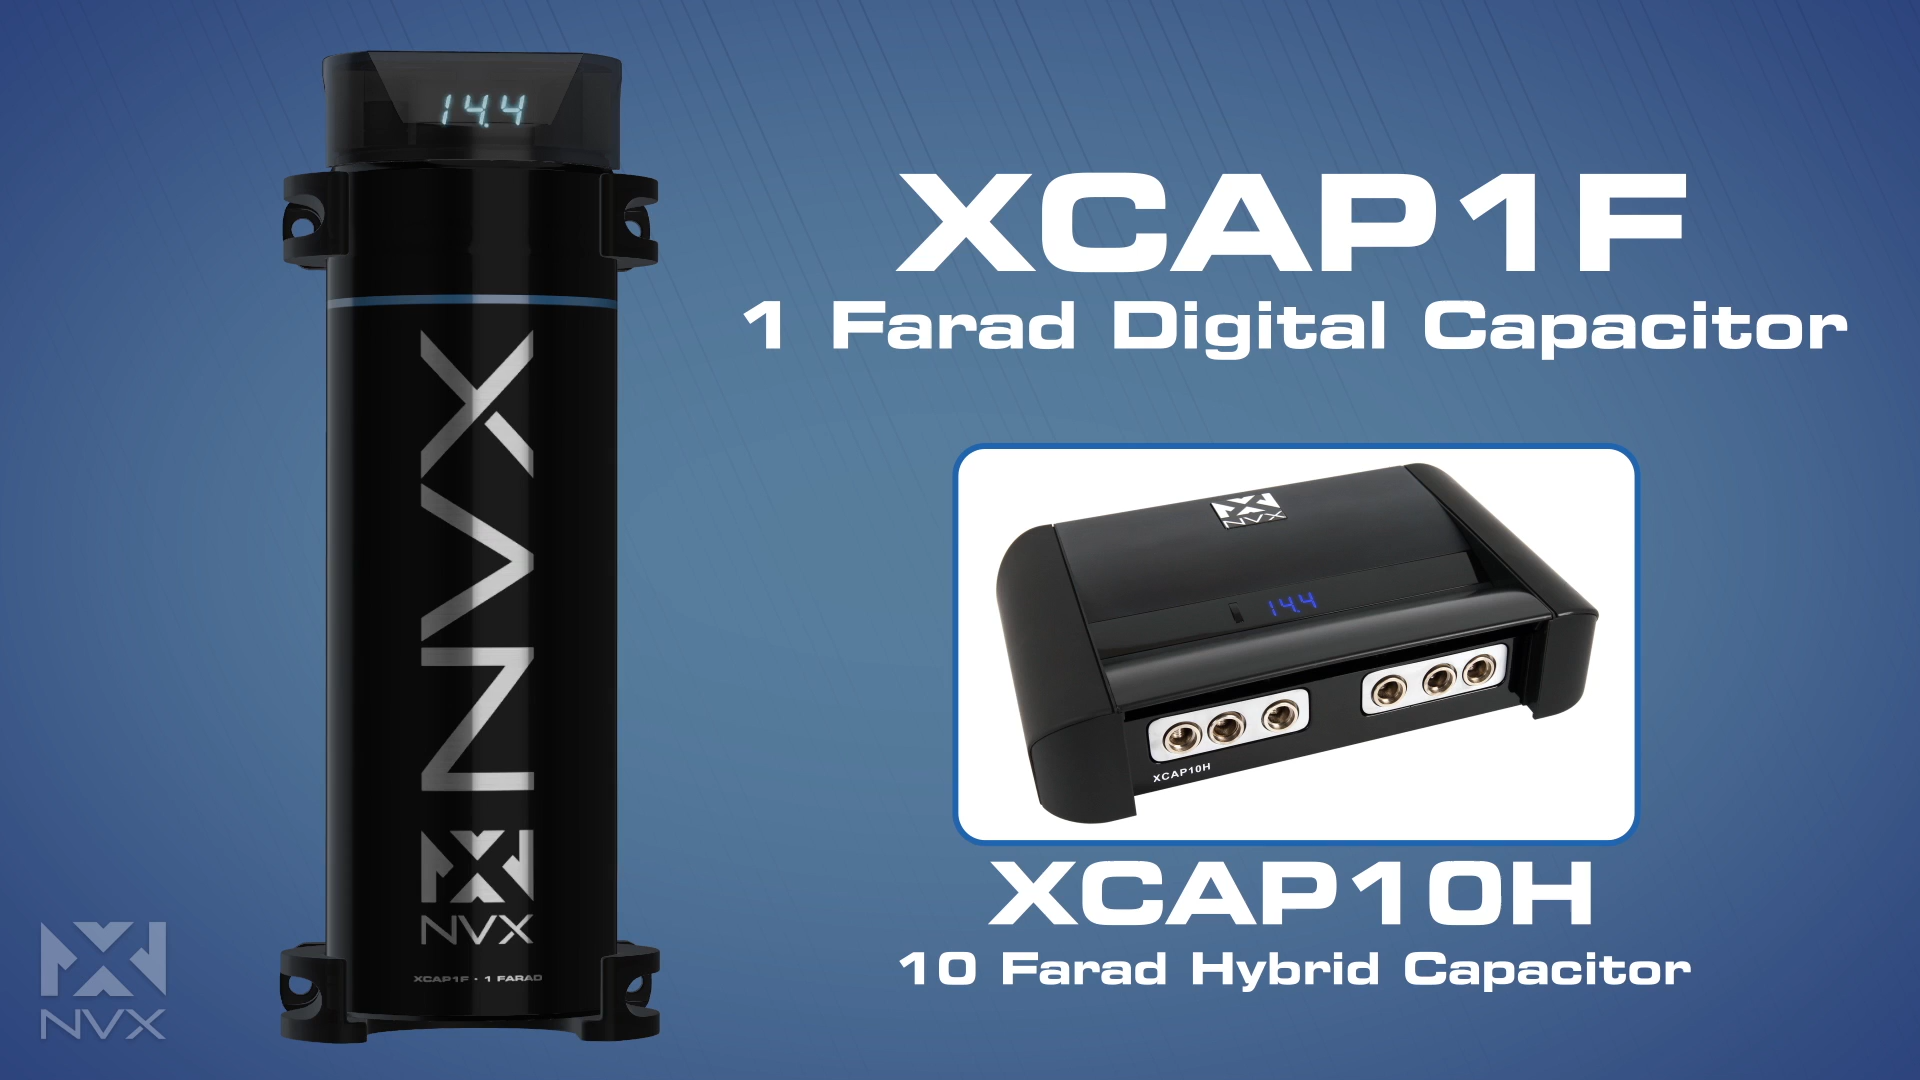 14.4
NVX
NVX
XCAP1F - 1 FARAD
XCAP1F
1 Farad Digital Capacitor
NVX
14.4
XCAP10H
XCAP10H
10 Farad Hybrid Capacitor
NVX